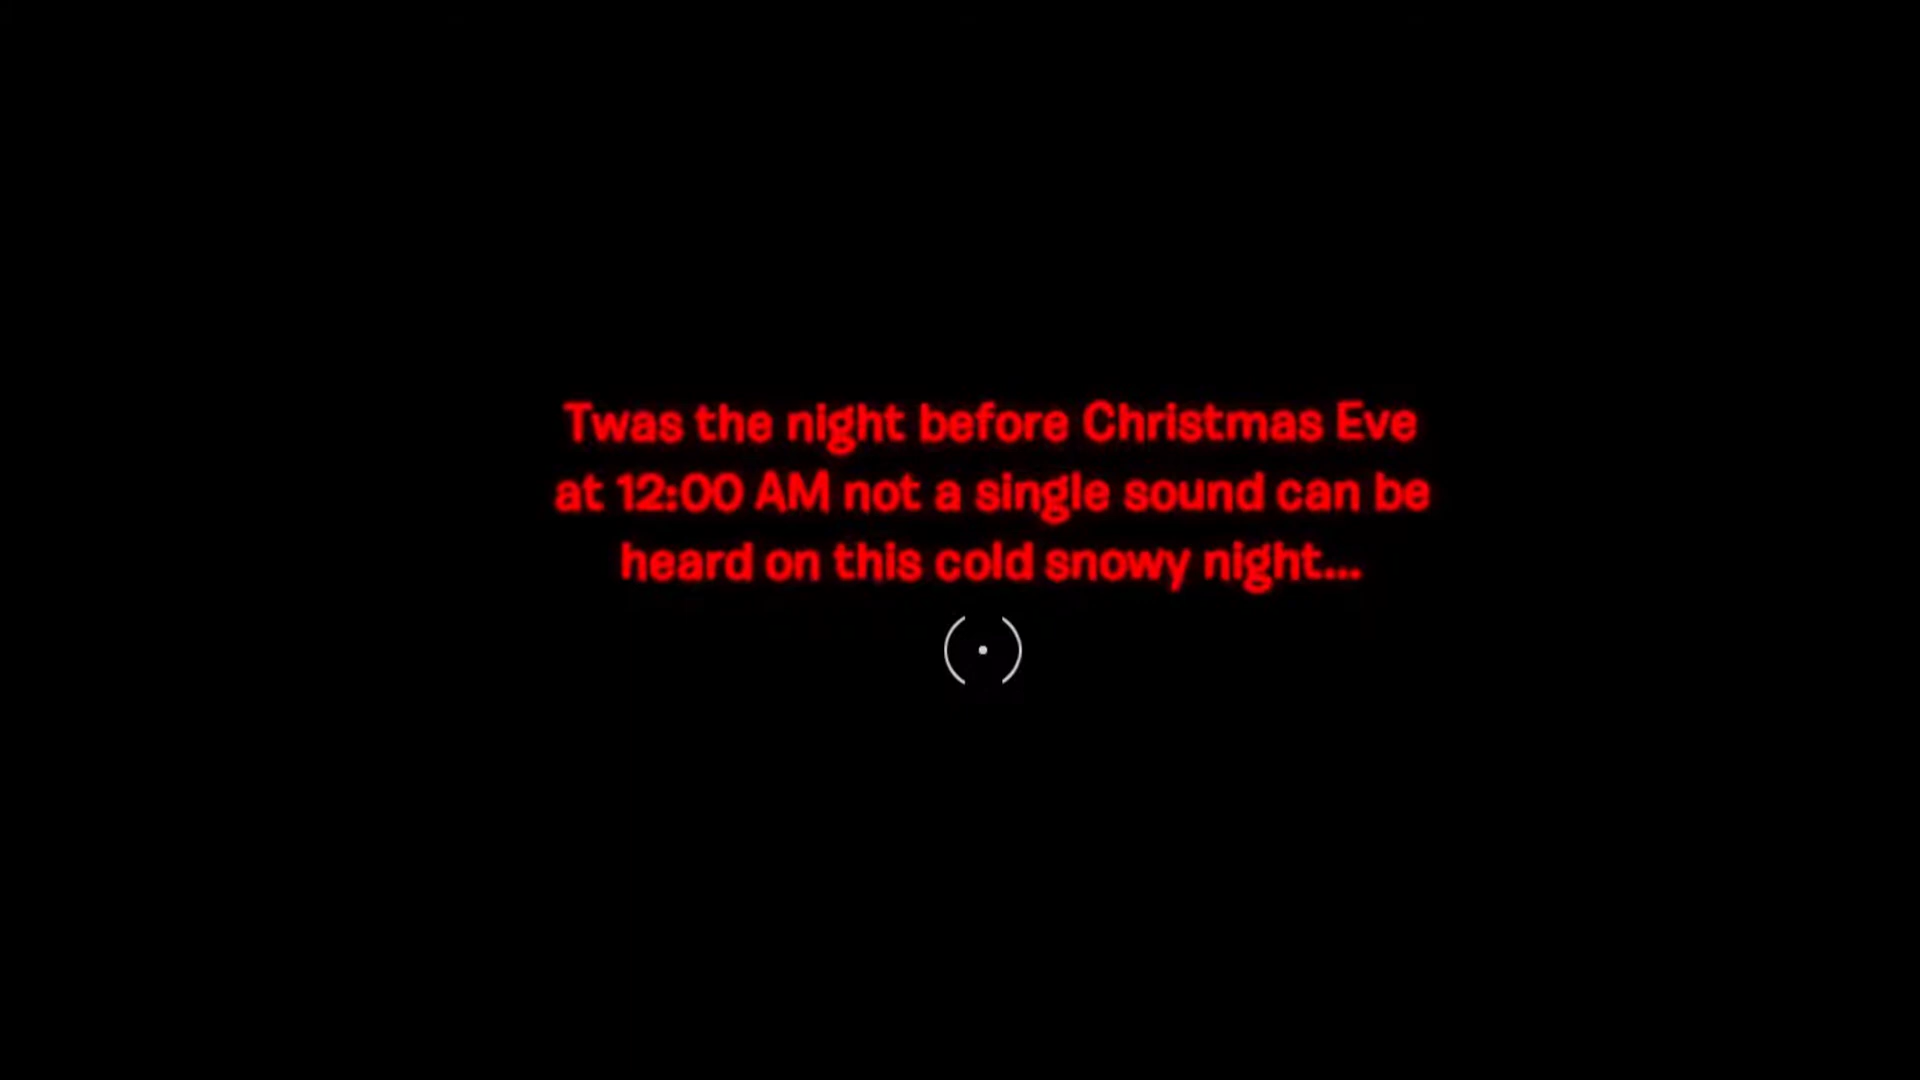 Twas the night before Christmas Eve
at 12:00 AM not a single sound can be
heard on this cold snowy night...